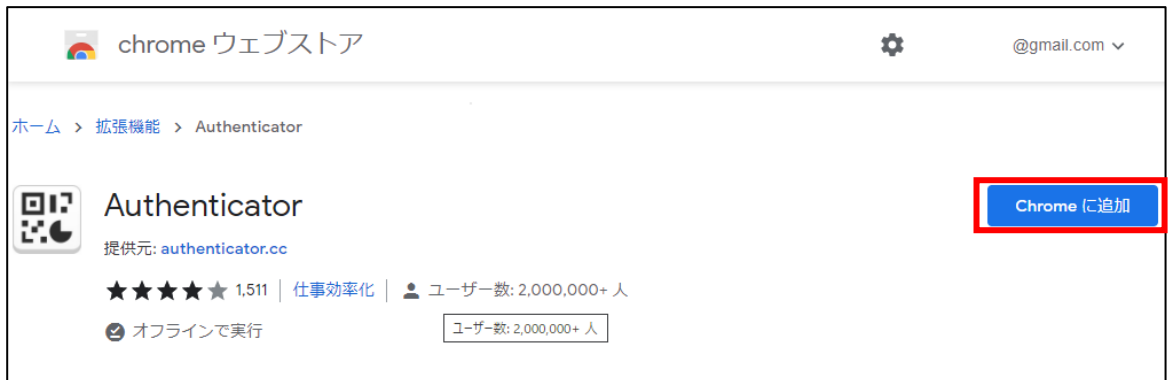 chrome ウェブストア
@gmail.com
ホーム > 拡張機能 > Authenticator
Authenticator
Chrome に追加
提供元: authenticator.cc
1,511 仕事効率化 ユーザー数: 2,000,000+ 人
オフラインで実行
ユーザー数: 2,000,000+ 人